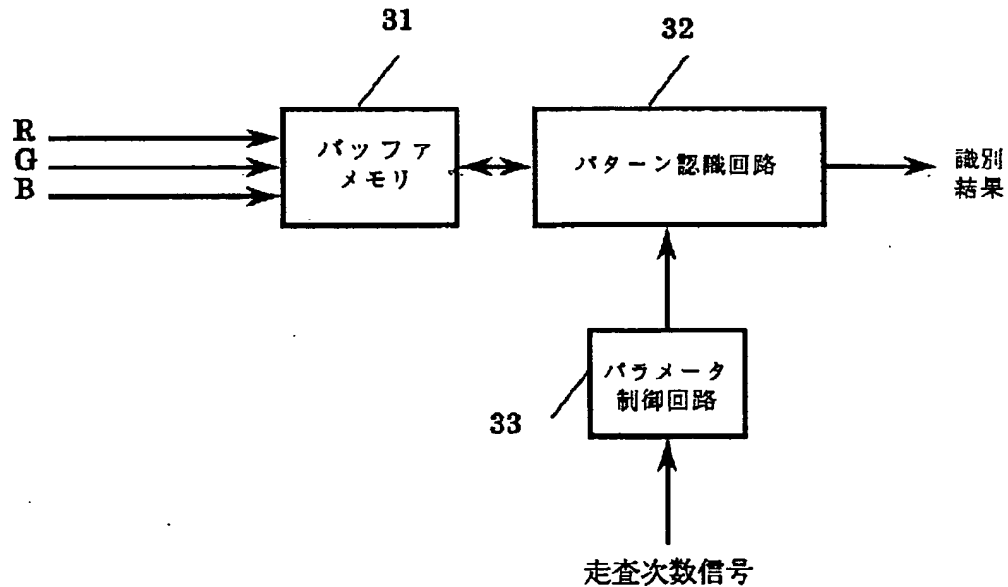 31
32
R
G
B
バッファ
メモリ
パターン認識回路
識別
結果
パラメータ
制御回路
33
走査次数信号